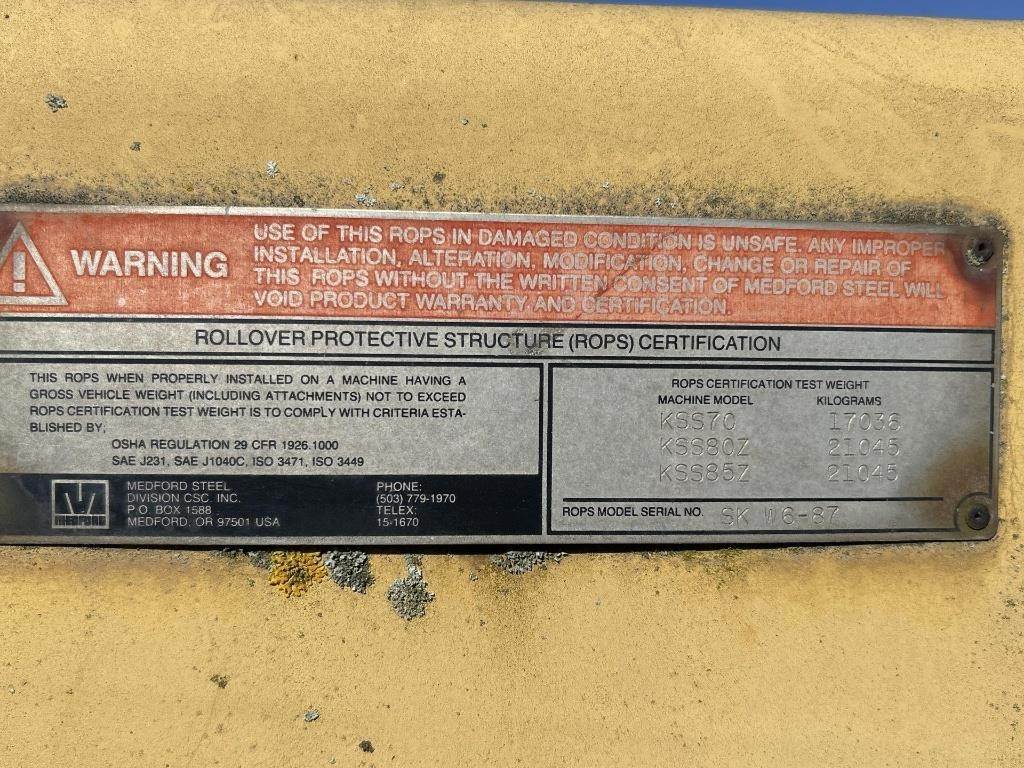 WARNING
USE OF THIS ROPS IN DAMAGED CONDITION IS UNSAFE. ANY IMPROPER
INSTALLATION, ALTERATION, MODIFICATION, CHANGE OR REPAIR OF
THIS ROPS WITHOUT THE WRITTEN CONSENT OF MEDFORD STEEL WILL
VOID PRODUCT WARRANTY AND CERTIFICATION.
ROLLOVER PROTECTIVE STRUCTURE (ROPS) CERTIFICATION
THIS ROPS WHEN PROPERLY INSTALLED ON A MACHINE HAVING A
GROSS VEHICLE WEIGHT (INCLUDING ATTACHMENTS) NOT TO EXCEED
ROPS CERTIFICATION TEST WEIGHT IS TO COMPLY WITH CRITERIA ESTA-
BLISHED BY,
OSHA REGULATION 29 CFR 1926.1000
SAE J231, SAE J1040C, ISO 3471, ISO 3449
MEDFORD
MEDFORD STEEL
DIVISION CSC. INC.
P.O. BOX 1588
MEDFORD, OR 97501 USA
PHONE:
(503) 779-1970
TELEX:
15-1670
ROPS CERTIFICATION TEST WEIGHT
MACHINE MODEL KILOGRAMS
KSS70 17036
KSS80Z 21045
KSS85Z 21045
ROPS MODEL SERIAL NO. SK W6-87